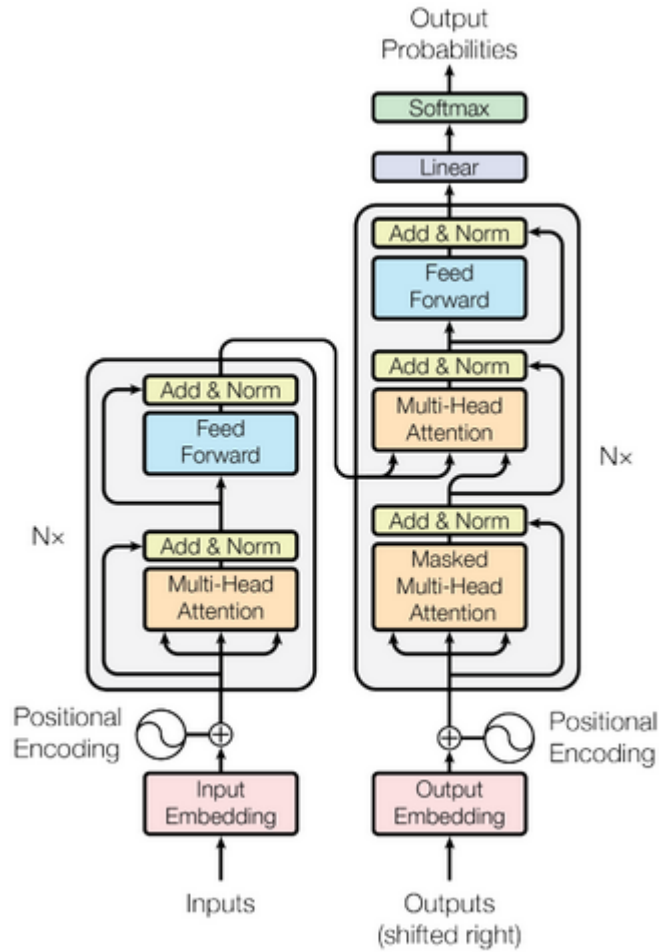 Output
Probabilities
Softmax
Linear
Add & Norm
Feed
Forward
Add & Norm
Multi-Head
Attention
Add & Norm
Masked
Multi-Head
Attention
Nx
Add & Norm
Feed
Forward
Add & Norm
Multi-Head
Attention
Nx
Positional
Encoding
Positional
Encoding
Input
Embedding
Output
Embedding
Inputs
Outputs
(shifted right)